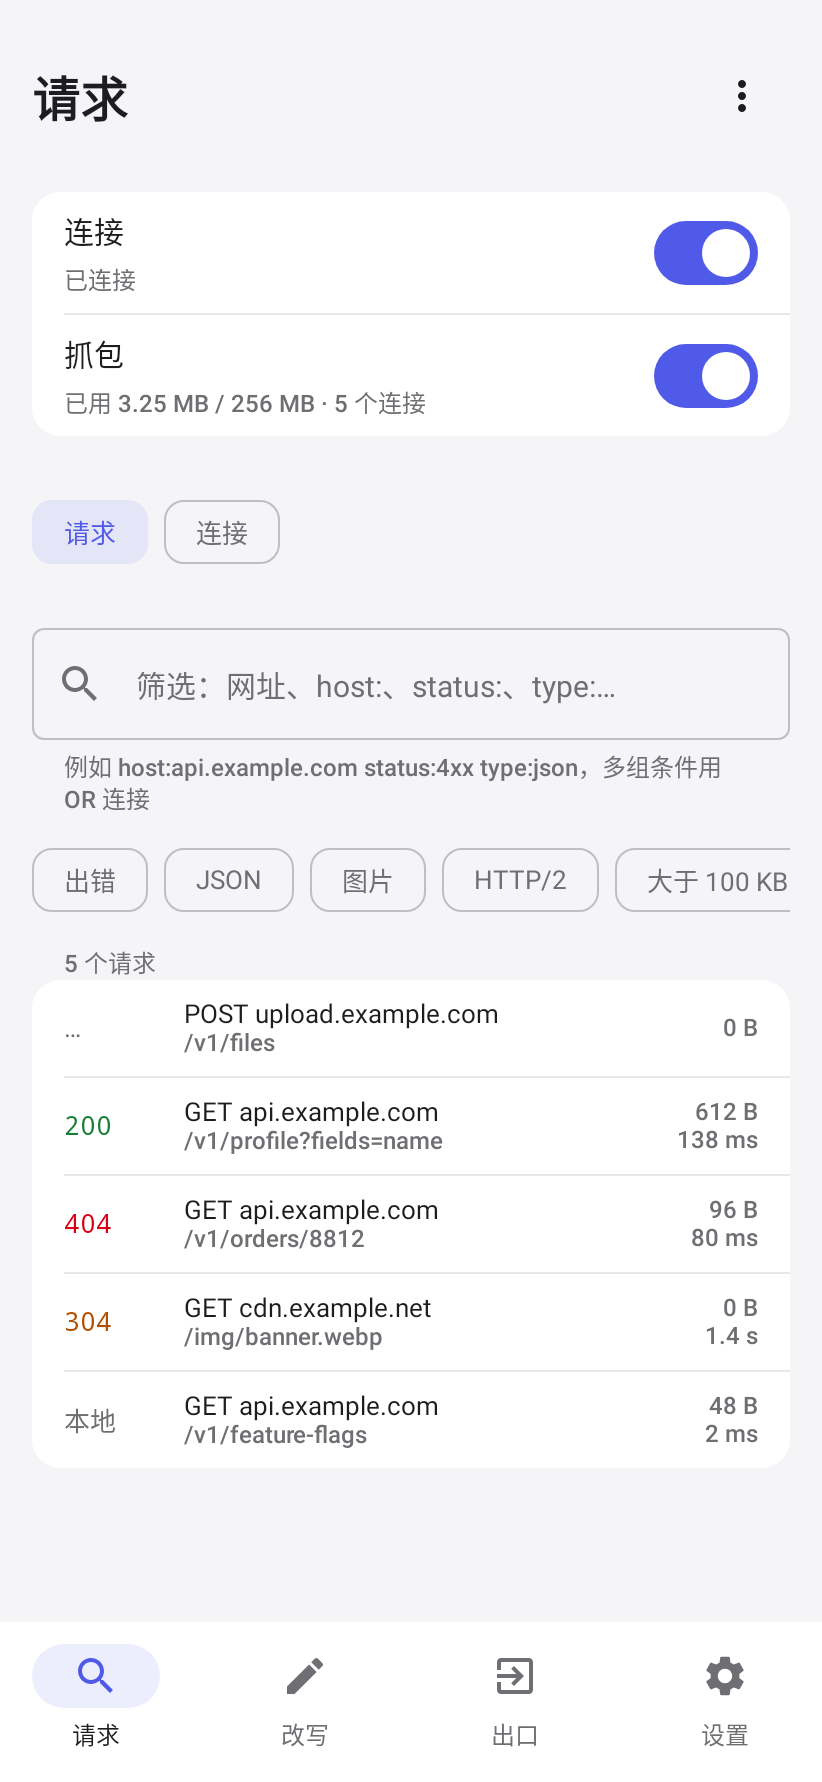 请求
连接
已连接
抓包
已用 3.25 MB / 256 MB · 5 个连接
请求
连接
筛选：网址、host:、status:、type:...
例如 host:api.example.com status:4xx type:json，多组条件用
OR 连接
出错
JSON
图片
HTTP/2
大于 100 KB
5 个请求
...
POST upload.example.com
/v1/files
0 B
200
GET api.example.com
/v1/profile?fields=name
612 B
138 ms
404
GET api.example.com
/v1/orders/8812
96 B
80 ms
304
GET cdn.example.net
/img/banner.webp
0 B
1.4 s
本地
GET api.example.com
/v1/feature-flags
48 B
2 ms
请求
改写
出口
设置